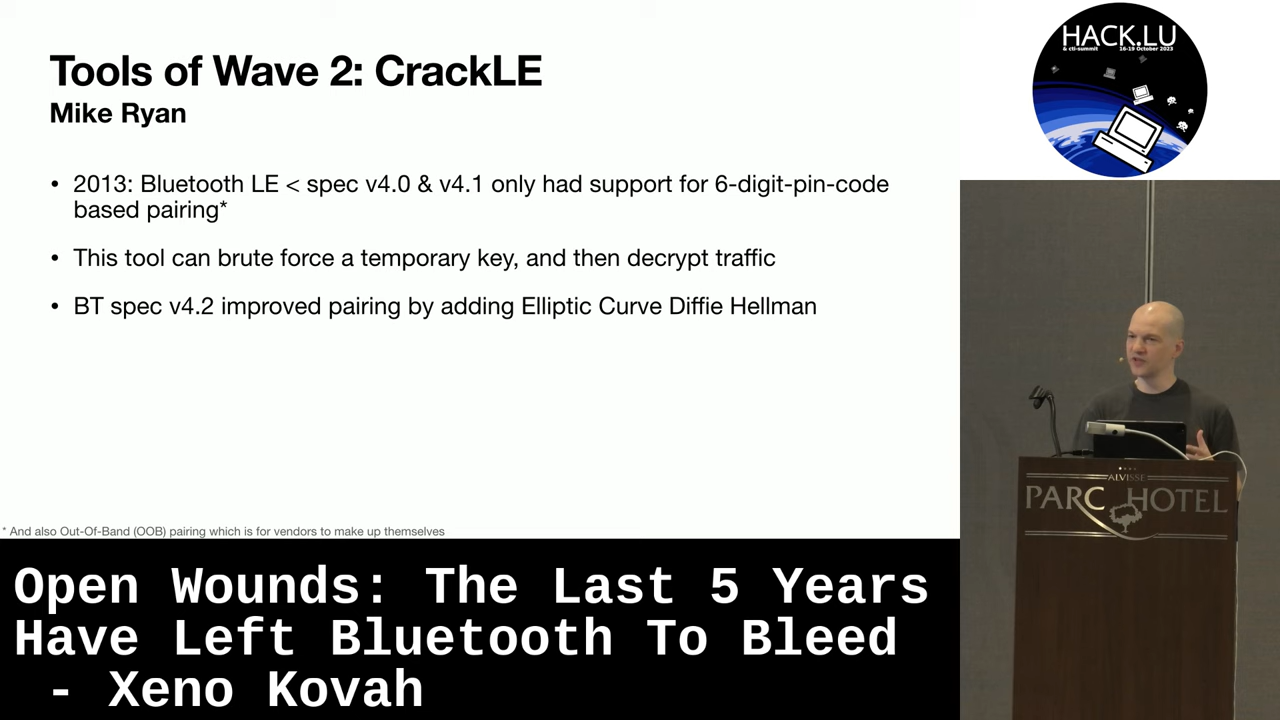 Tools of Wave 2: CrackLE
Mike Ryan
• 2013: Bluetooth LE < spec v4.0 & v4.1 only had support for 6-digit-pin-code
based pairing*
• This tool can brute force a temporary key, and then decrypt traffic
• BT spec v4.2 improved pairing by adding Elliptic Curve Diffie Hellman
* And also Out-Of-Band (OOB) pairing which is for vendors to make up themselves
HACK.LU
& cti-summit 16-19 October 2023
ALVISSE
PARC HOTEL
Open Wounds: The Last 5 Years
Have Left Bluetooth To Bleed
- Xeno Kovah